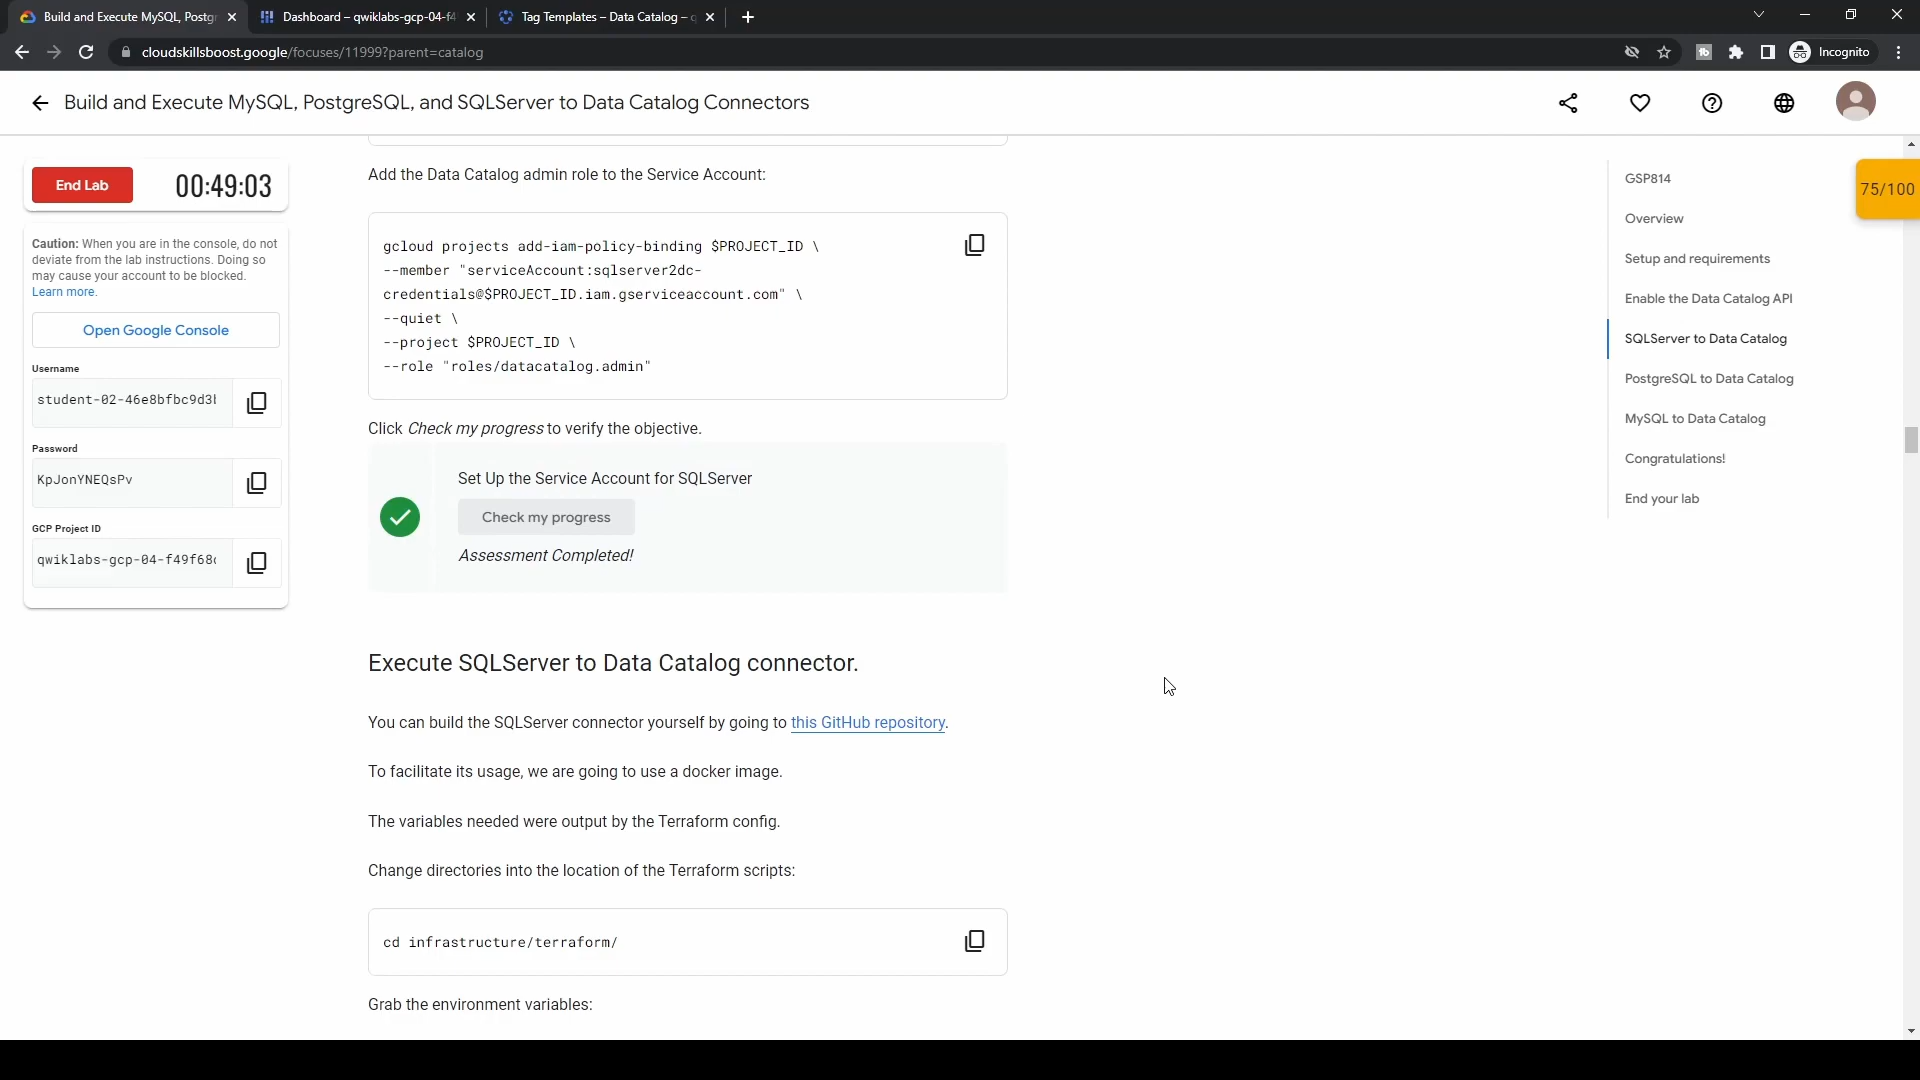 Build and Execute MySQL, Postgr
Dashboard – qwiklabs-gcp-04-f4
Tag Templates – Data Catalog – q
cloudskillsboost.google/focuses/11999?parent=catalog
Incognito
Build and Execute MySQL, PostgreSQL, and SQLServer to Data Catalog Connectors
End Lab
00:49:03
Caution: When you are in the console, do not
deviate from the lab instructions. Doing so
may cause your account to be blocked.
Learn more.
Open Google Console
Username
student-02-46e8bfbc9d3
Password
KpJonYNEQsPv
GCP Project ID
qwiklabs-gcp-04-f49f68
Add the Data Catalog admin role to the Service Account:
gcloud projects add-iam-policy-binding $PROJECT_ID \
--member "serviceAccount:sqlserver2dc-
credentials@$PROJECT_ID.iam.gserviceaccount.com" \
--quiet \
--project $PROJECT_ID \
--role "roles/datacatalog.admin"
Click Check my progress to verify the objective.
Set Up the Service Account for SQLServer
Check my progress
Assessment Completed!
Execute SQLServer to Data Catalog connector.
You can build the SQLServer connector yourself by going to this GitHub repository.
To facilitate its usage, we are going to use a docker image.
The variables needed were output by the Terraform config.
Change directories into the location of the Terraform scripts:
cd infrastructure/terraform/
Grab the environment variables:
GSP814
Overview
Setup and requirements
Enable the Data Catalog API
SQLServer to Data Catalog
PostgreSQL to Data Catalog
MySQL to Data Catalog
Congratulations!
End your lab
75/100